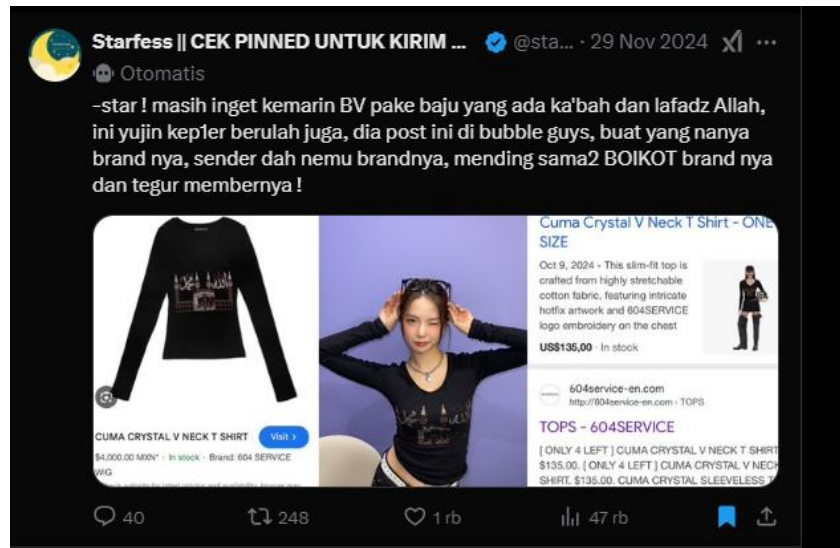 Starfess || CEK PINNED UNTUK KIRIM ... @sta... · 29 Nov 2024
Otomatis
-star ! masih inget kemarin BV pake baju yang ada ka'bah dan lafadz Allah,
ini yujin kep1er berulah juga, dia post ini di bubble guys, buat yang nanya
brand nya, sender dah nemu brandnya, mending sama2 BOIKOT brand nya
dan tegur membernya !
CUMA CRYSTAL V NECK T SHIRT
Visit >
$4,000.00 MXN* · In stock · Brand: 604 SERVICE
WIG
Cuma Crystal V Neck T Shirt - ONE
SIZE
Oct 9, 2024 - This slim-fit top is
crafted from highly stretchable
cotton fabric, featuring intricate
hotfix artwork and 604SERVICE
logo embroidery on the chest
US$135,00 · In stock
604service-en.com
http://604service-en.com › TOPS
TOPS - 604SERVICE
[ ONLY 4 LEFT ] CUMA CRYSTAL V NECK T SHIRT
$135.00. [ ONLY 4 LEFT ] CUMA CRYSTAL V NECK
SHIRT. $135.00. CUMA CRYSTAL SLEEVELESS T
40
248
1 rb
47 rb